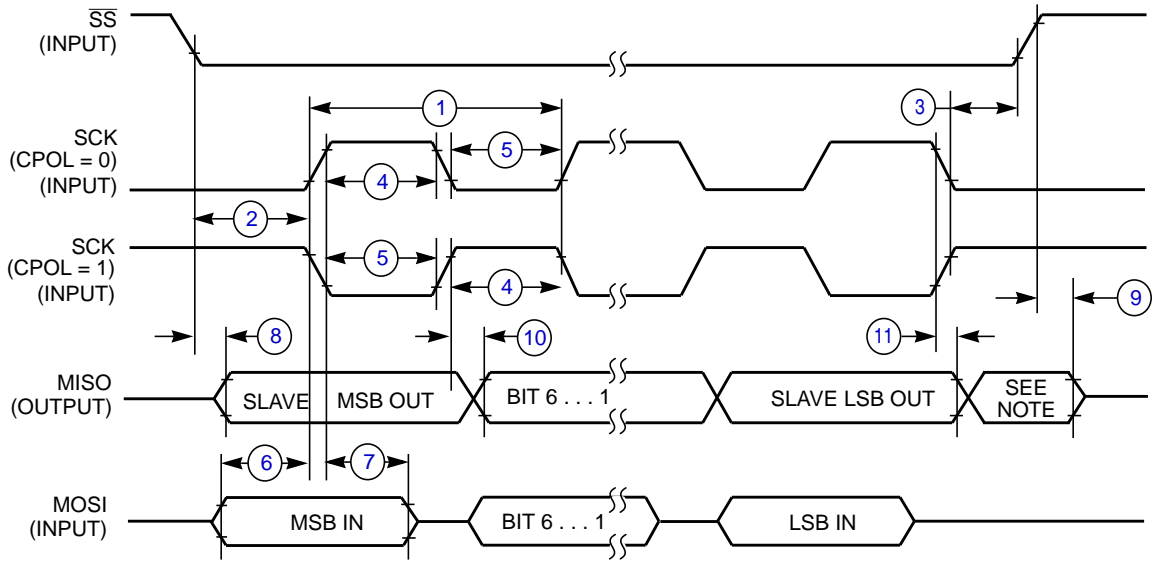 SS
(INPUT)
1
3
SCK
(CPOL = 0)
(INPUT)
5
4
2
SCK
(CPOL = 1)
(INPUT)
5
4
9
8
10
11
MISO
(OUTPUT)
SLAVE MSB OUT
BIT 6 . . . 1
SLAVE LSB OUT
SEE
NOTE
6
7
MOSI
(INPUT)
MSB IN
BIT 6 . . . 1
LSB IN